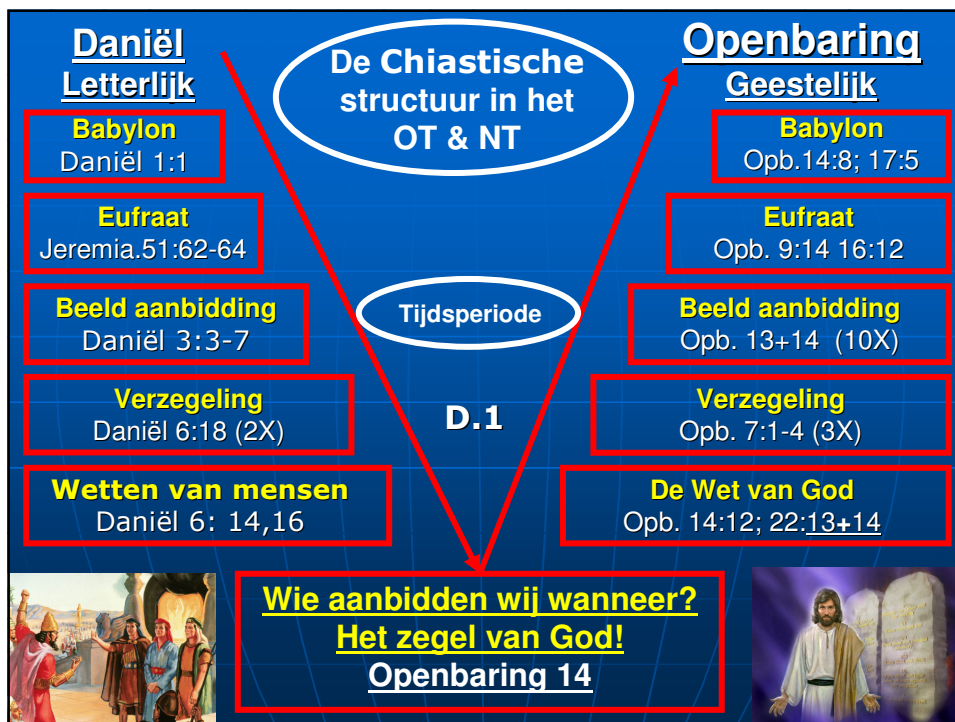 Daniël
Letterlijk
De Chiastische
structuur in het
OT & NT
Openbaring
Geestelijk
Babylon
Daniël 1:1
Babylon
Opb.14:8; 17:5
Eufraat
Jeremia.51:62-64
Eufraat
Opb. 9:14 16:12
Beeld aanbidding
Daniël 3:3-7
Tijdsperiode
Beeld aanbidding
Opb. 13+14 (10X)
Verzegeling
Daniël 6:18 (2X)
D.1
Verzegeling
Opb. 7:1-4 (3X)
Wetten van mensen
Daniël 6: 14,16
De Wet van God
Opb. 14:12; 22:13+14
Wie aanbidden wij wanneer?
Het zegel van God!
Openbaring 14